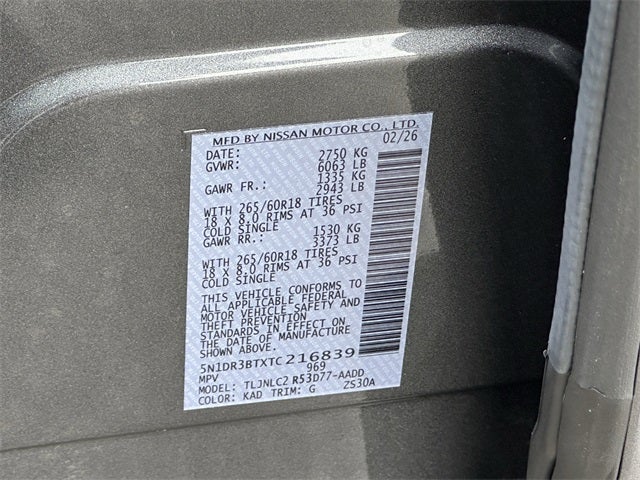 MFD BY NISSAN MOTOR CO., LTD.
DATE: 02/26
GVWR: 2750 KG
6063 LB
GAWR FR.: 1335 KG
2943 LB
WITH 265/60R18 TIRES
18 X 8.0 RIMS AT 36 PSI
COLD SINGLE
GAWR RR.: 1530 KG
3373 LB
WITH 265/60R18 TIRES
18 X 8.0 RIMS AT 36 PSI
COLD SINGLE
THIS VEHICLE CONFORMS TO
ALL APPLICABLE FEDERAL
MOTOR VEHICLE SAFETY AND
THEFT PREVENTION
STANDARDS IN EFFECT ON
THE DATE OF MANUFACTURE
SHOWN ABOVE.
5N1DR3BTXTC216839
MPV 969
MODEL: TLJNLC2 R53D77-AADD
COLOR: KAD TRIM: G ZS30A